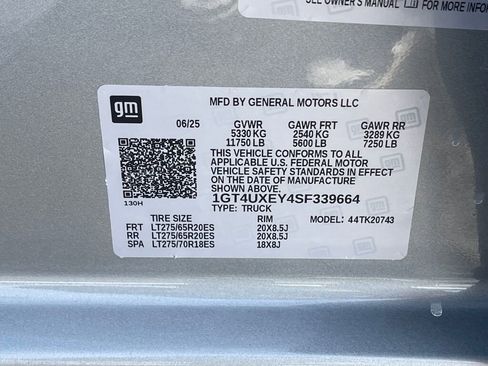 SEE OWNER'S MANUAL FOR MORE INFOR
gm
MFD BY GENERAL MOTORS LLC
06/25 GVWR GAWR FRT GAWR RR
5330 KG 2540 KG 3289 KG
11750 LB 5600 LB 7250 LB
THIS VEHICLE CONFORMS TO ALL
APPLICABLE U.S. FEDERAL MOTOR
VEHICLE SAFETY STANDARDS IN EFFECT
ON THE DATE OF MANUFACTURE SHOWN ABOVE.
1GT4UXEY4SF339664
130H TYPE: TRUCK
TIRE SIZE RIM MODEL: 44TK20743
FRT LT275/65R20ES 20X8.5J
RR LT275/65R20ES 20X8.5J
SPA LT275/70R18ES 18X8J